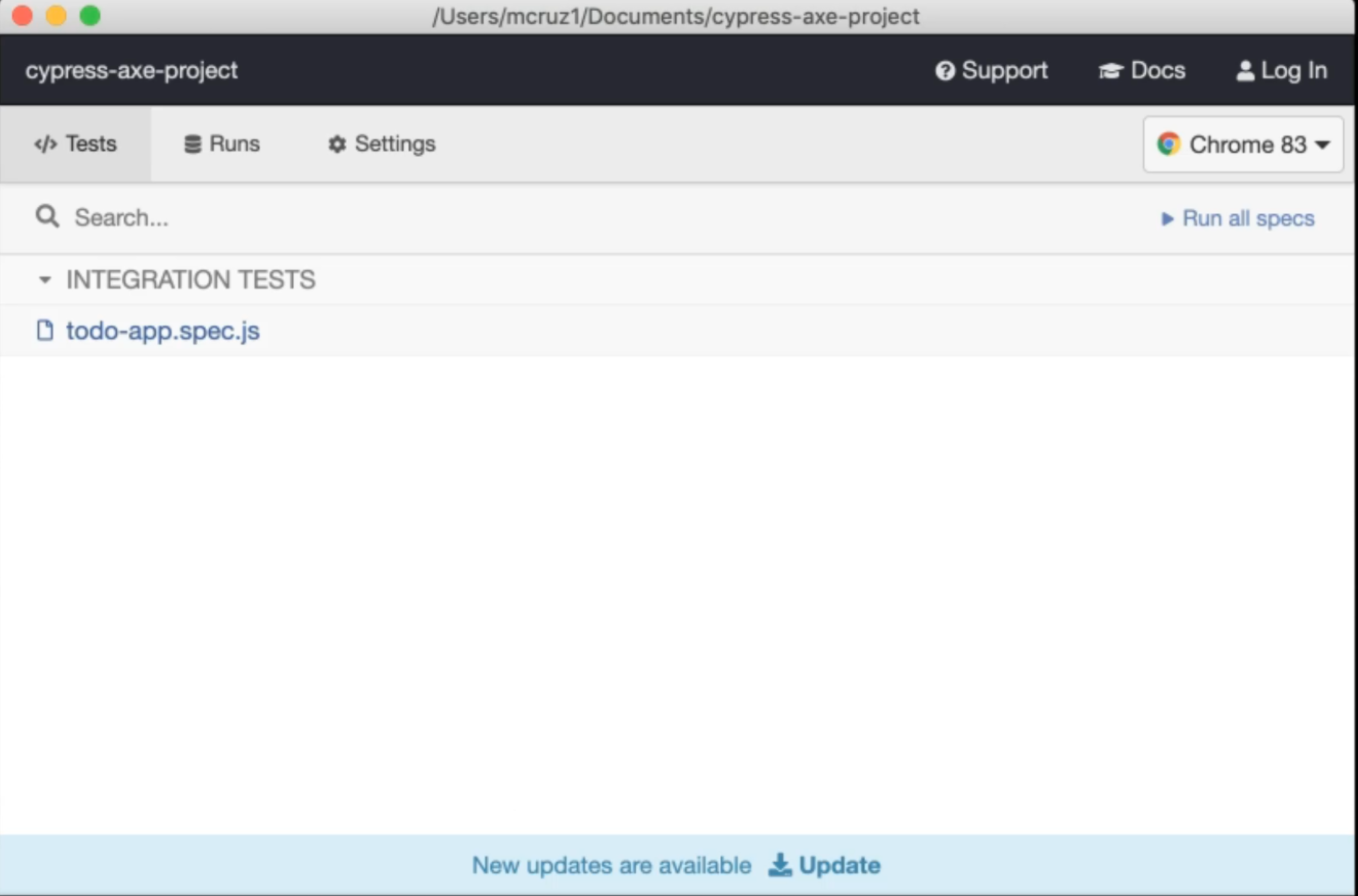 /Users/mcruz1/Documents/cypress-axe-project
cypress-axe-project Support Docs Log In
</> Tests Runs Settings Chrome 83
Search... Run all specs
INTEGRATION TESTS
todo-app.spec.js
New updates are available Update